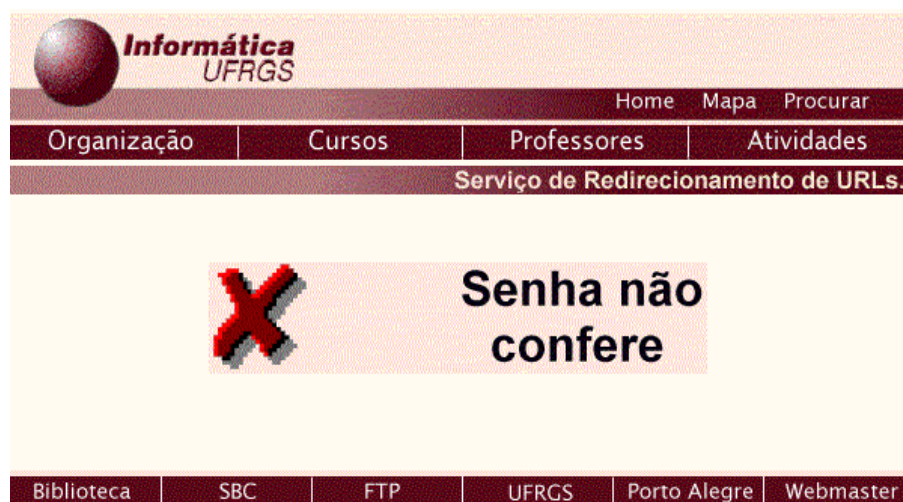 Informática
UFRGS
Home Mapa Procurar
Organização Cursos Professores Atividades
Serviço de Redirecionamento de URLs.
Senha não
confere
Biblioteca SBC FTP UFRGS Porto Alegre Webmaster